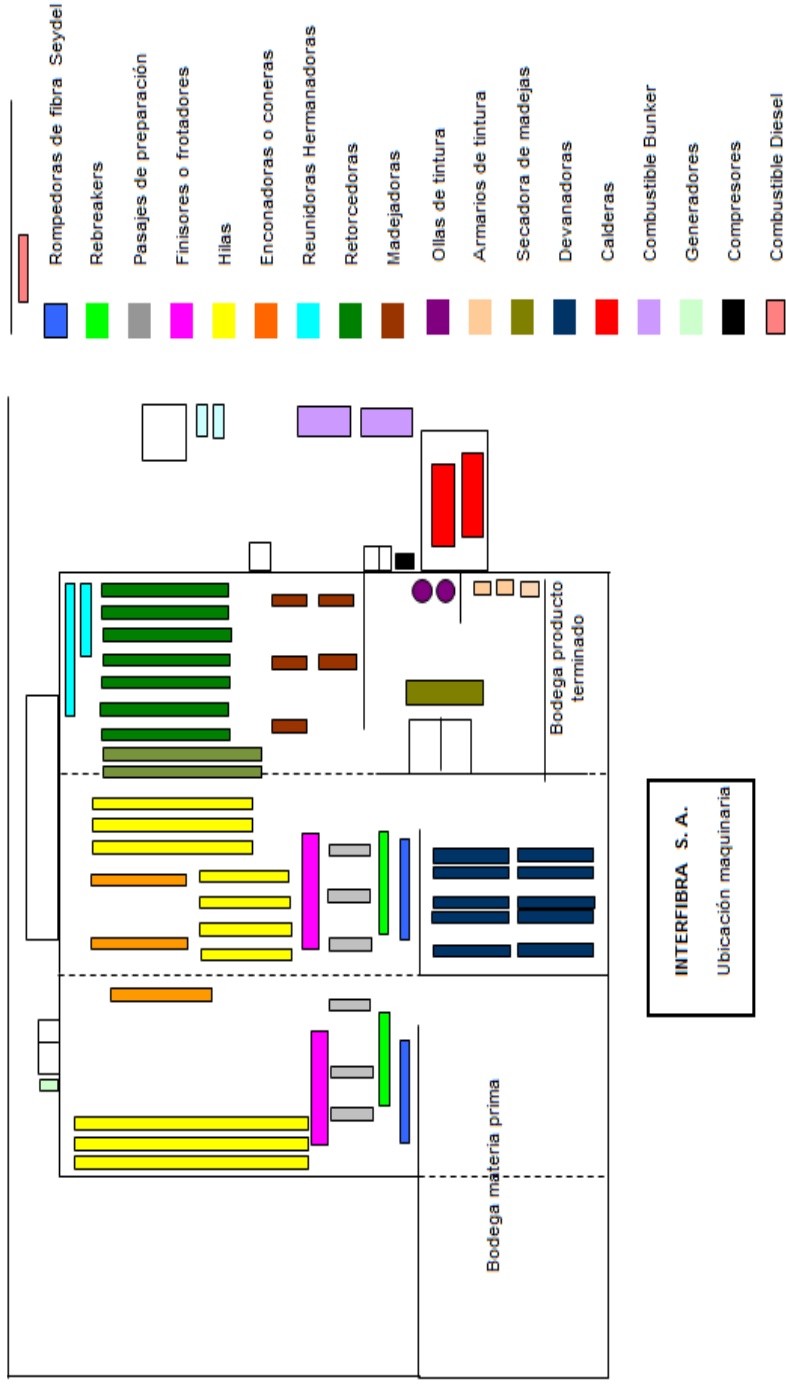 Rompedoras de fibra Seydel
Rebreakers
Pasajes de preparación
Finisores o frotadores
Hilas
Enconadoras o coneras
Reunidoras Hermanadoras
Retorcedoras
Madejadoras
Ollas de tintura
Armarios de tintura
Secadora de madejas
Devanadoras
Calderas
Combustible Bunker
Generadores
Compresores
Combustible Diesel
Bodega producto
terminado
Bodega materia prima
INTERFIBRA S. A.
Ubicación maquinaria